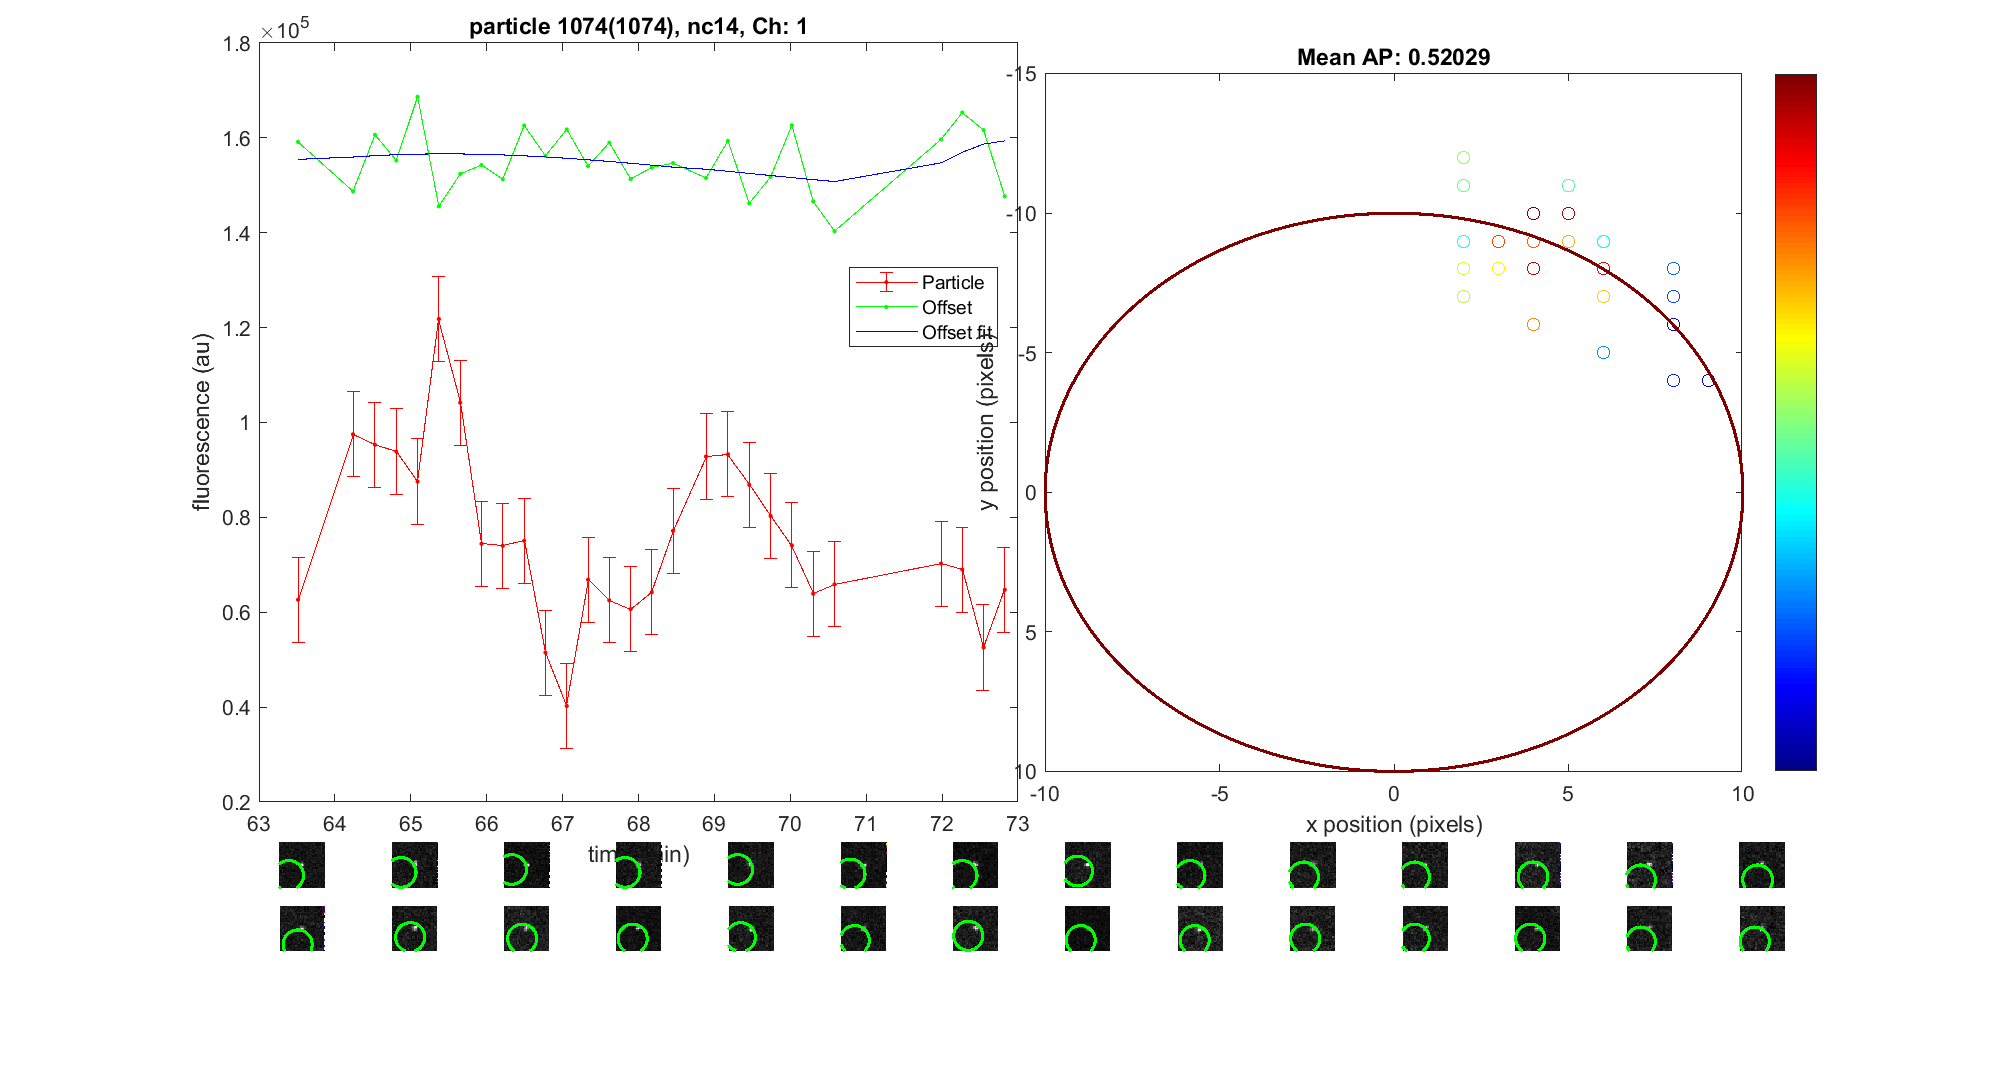 particle 1074(1074), nc14, Ch: 1
×10^5
1.8
1.6
1.4
1.2
1
0.8
0.6
0.4
0.2
fluorescence (au)
63 64 65 66 67 68 69 70 71 72 73
Particle
Offset
Offset fit
Mean AP: 0.52029
-15
-10
-5
0
5
10
y position (pixels)
-10 -5 0 5 10
x position (pixels)